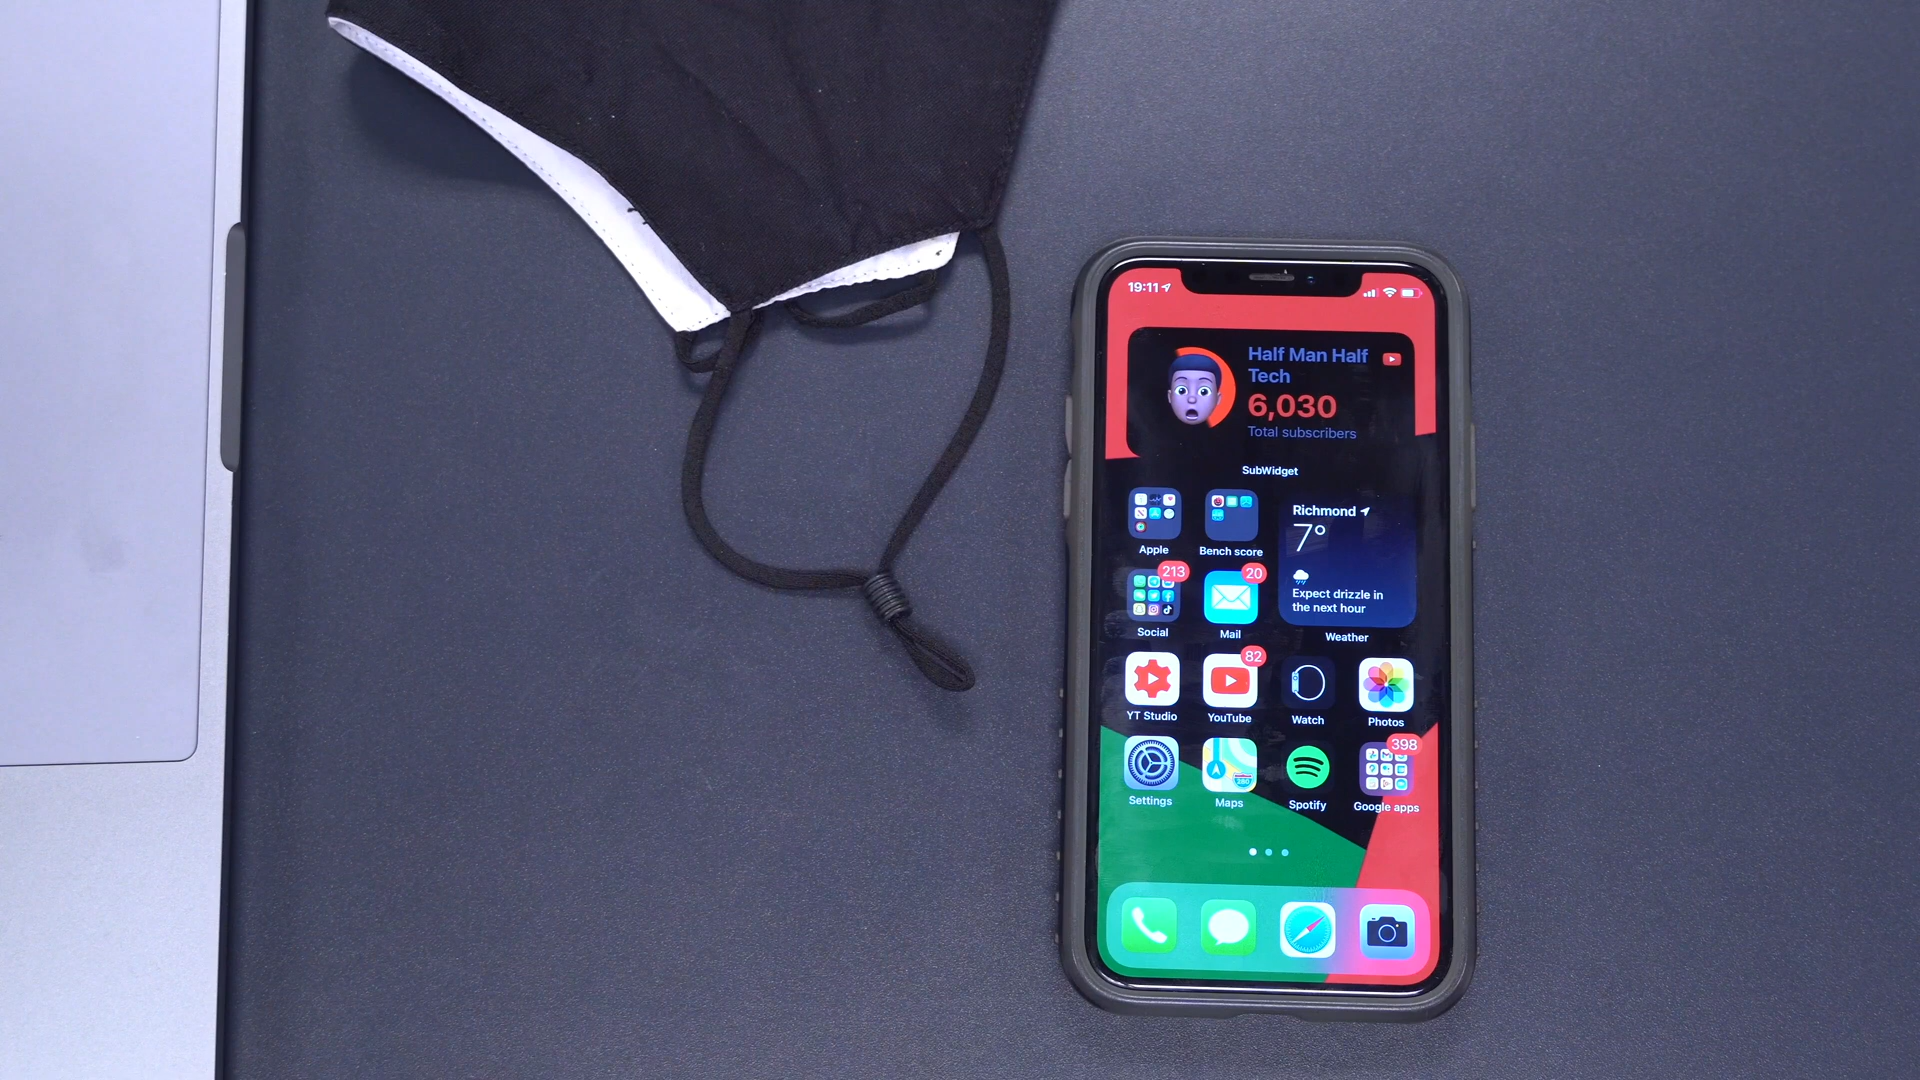 19:11
Half Man Half
Tech
6,030
Total subscribers
SubWidget
Richmond
7°
Expect drizzle in
the next hour
Weather
Apple
Bench score
213
20
Social
Mail
82
YT Studio
YouTube
Watch
Photos
398
Settings
Maps
Spotify
Google apps